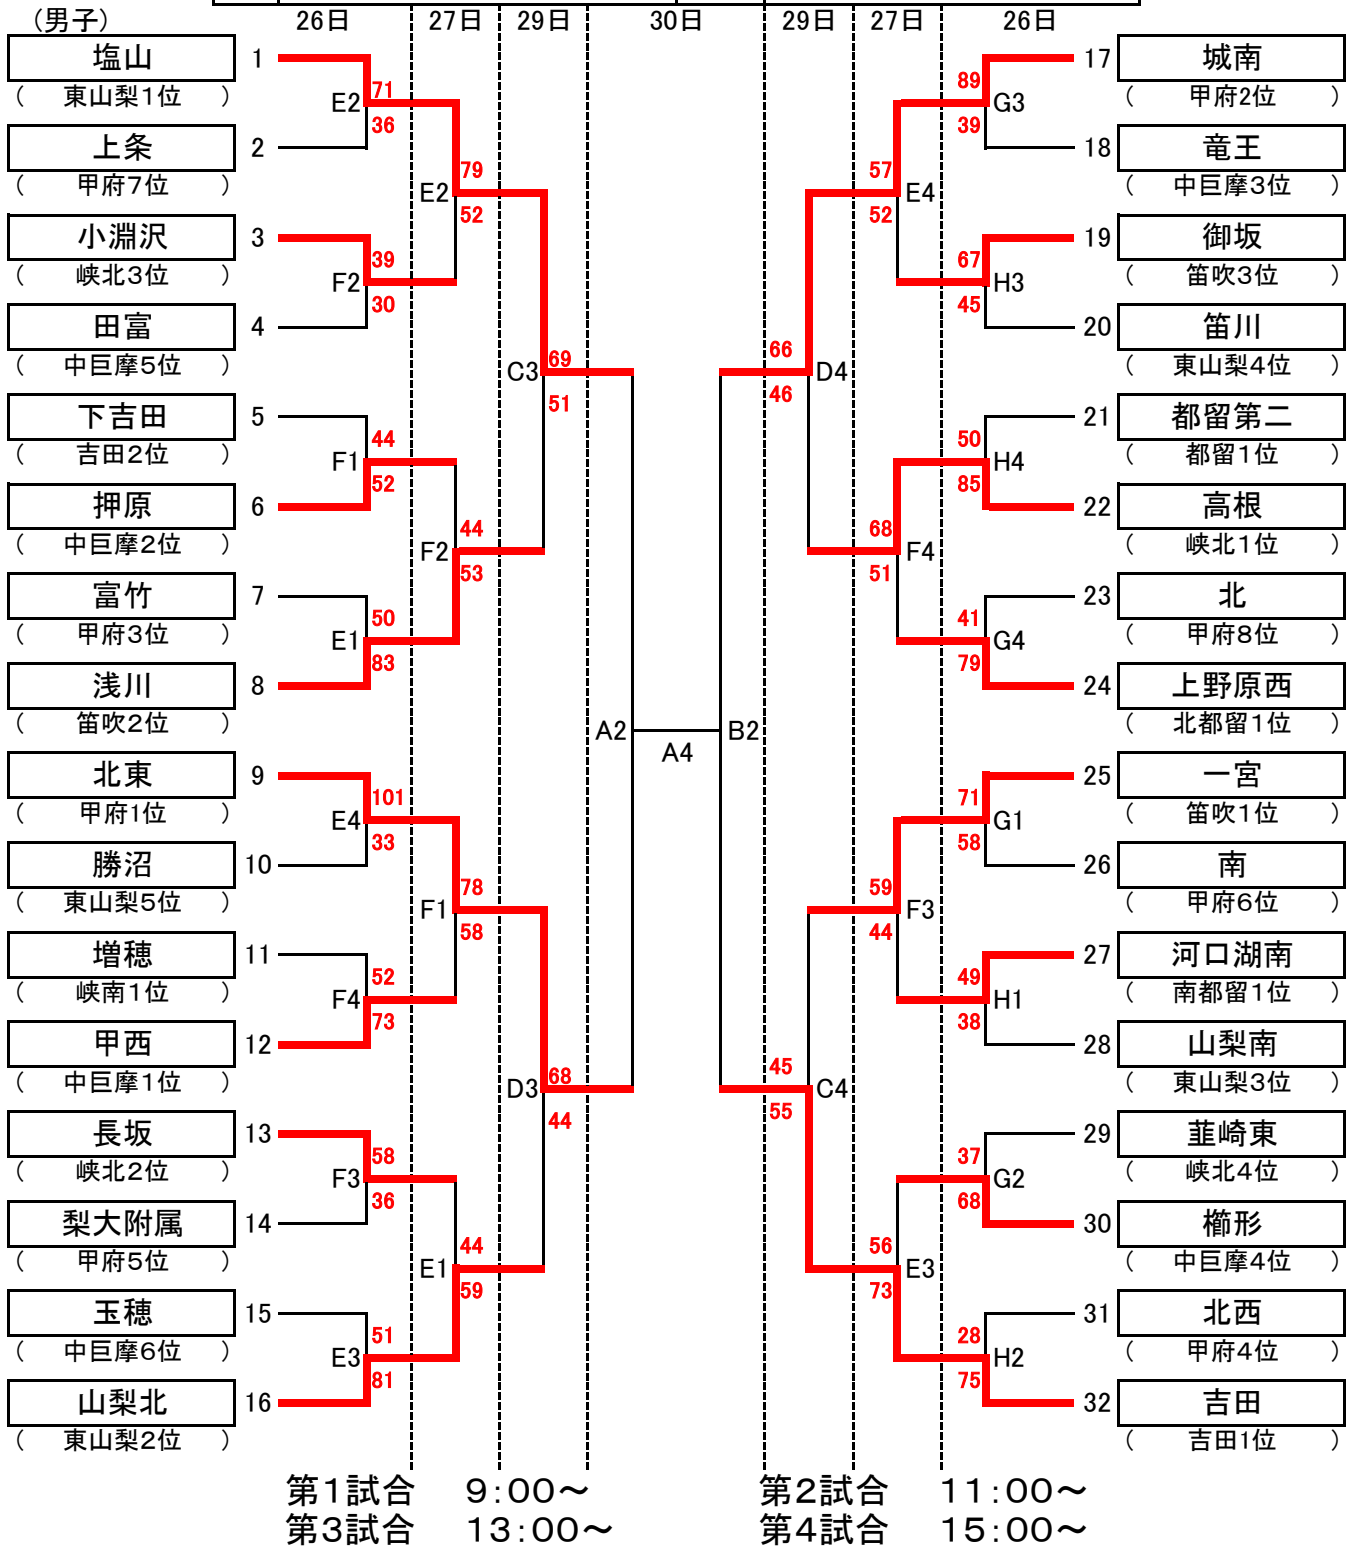 (男子)
26日 27日 29日 30日 29日 27日 26日
塩山 1
( 東山梨1位 )
上条 2
( 甲府7位 )
小淵沢 3
( 峡北3位 )
田富 4
( 中巨摩5位 )
下吉田 5
( 吉田2位 )
押原 6
( 中巨摩2位 )
富竹 7
( 甲府3位 )
浅川 8
( 笛吹2位 )
北東 9
( 甲府1位 )
勝沼 10
( 東山梨5位 )
増穂 11
( 峡南1位 )
甲西 12
( 中巨摩1位 )
長坂 13
( 峡北2位 )
梨大附属 14
( 甲府5位 )
玉穂 15
( 中巨摩6位 )
山梨北 16
( 東山梨2位 )
E2 71 36
F2 39 30
F1 44 52
E1 50 83
E4 101 33
F4 52 73
F3 58 36
E3 51 81
E2 79 52
F2 44 53
F1 78 58
E1 44 59
C3 69 51
D3 68 44
A2
A4
B2
66 46 D4
45 55 C4
57 52 E4
68 51 F4
59 44 F3
56 73 E3
89 39 G3
67 45 H3
50 85 H4
41 79 G4
71 58 G1
49 38 H1
37 68 G2
28 75 H2
17 城南
( 甲府2位 )
18 竜王
( 中巨摩3位 )
19 御坂
( 笛吹3位 )
20 笛川
( 東山梨4位 )
21 都留第二
( 都留1位 )
22 高根
( 峡北1位 )
23 北
( 甲府8位 )
24 上野原西
( 北都留1位 )
25 一宮
( 笛吹1位 )
26 南
( 甲府6位 )
27 河口湖南
( 南都留1位 )
28 山梨南
( 東山梨3位 )
29 韮崎東
( 峡北4位 )
30 櫛形
( 中巨摩4位 )
31 北西
( 甲府4位 )
32 吉田
( 吉田1位 )
第1試合 9:00～ 第2試合 11:00～
第3試合 13:00～ 第4試合 15:00～